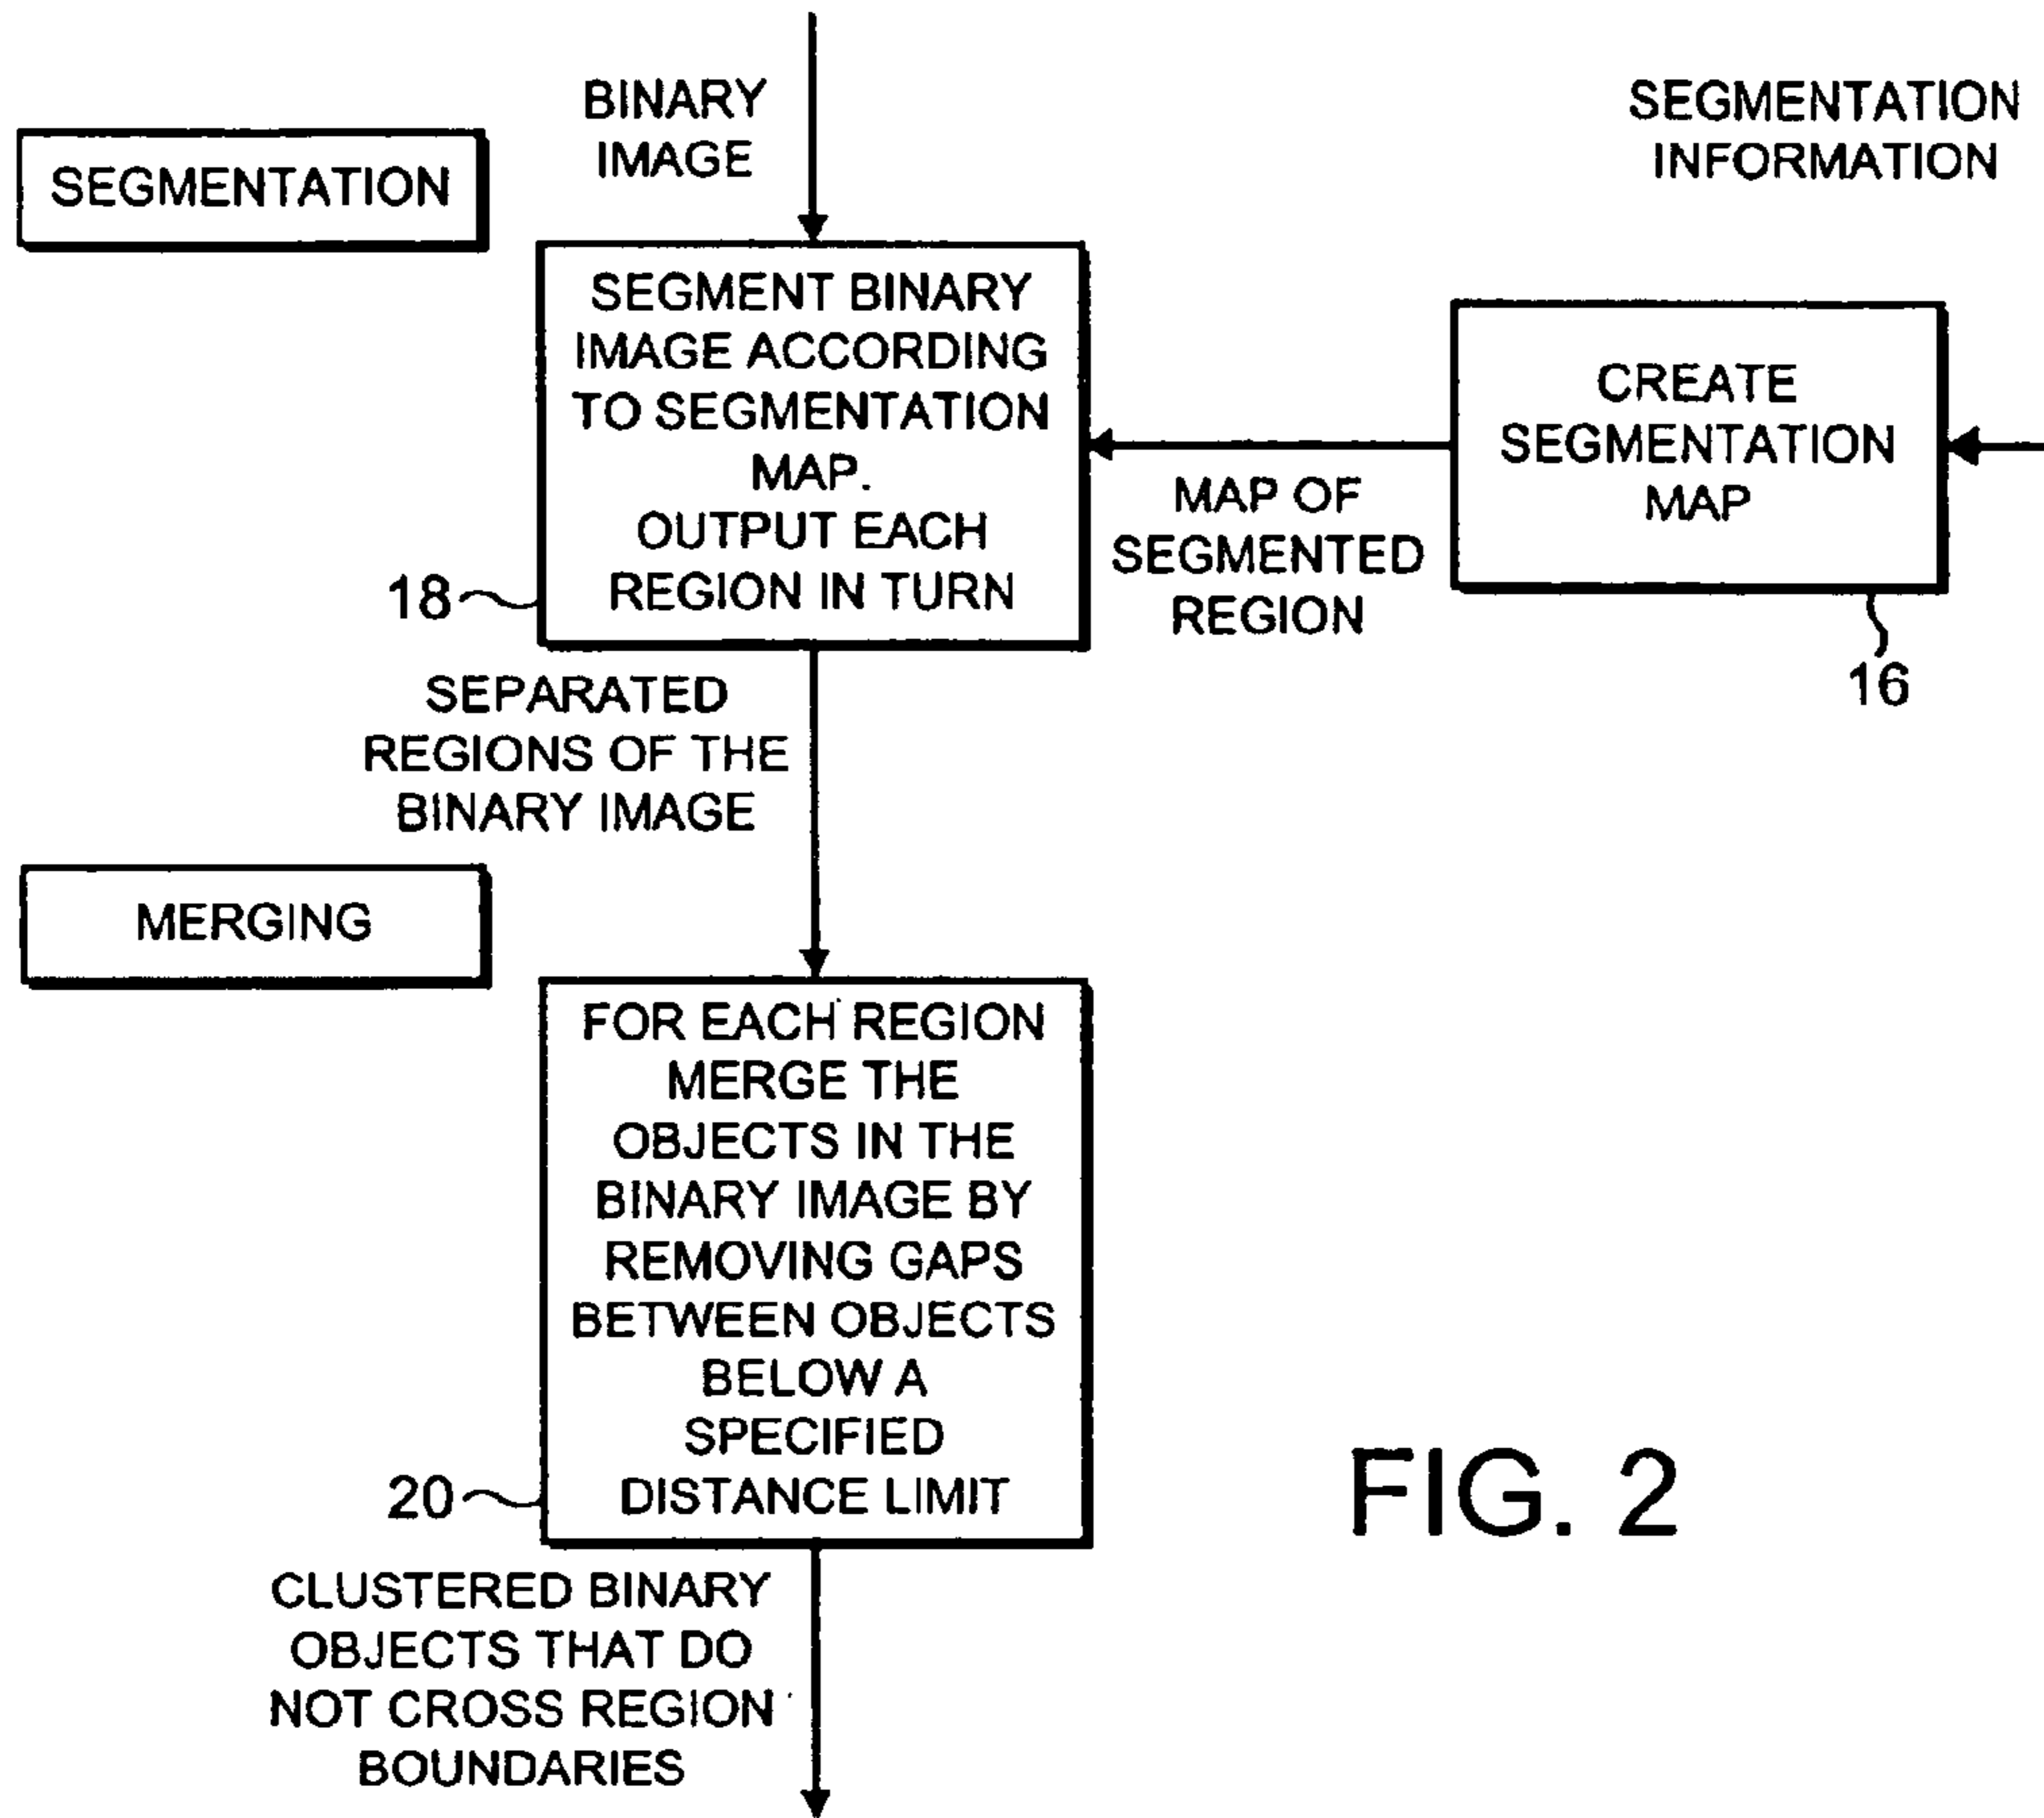 BINARY
IMAGE
SEGMENTATION
INFORMATION
SEGMENTATION
SEGMENT BINARY
IMAGE ACCORDING
TO SEGMENTATION
MAP.
OUTPUT EACH
REGION IN TURN
18
CREATE
SEGMENTATION
MAP
16
MAP OF
SEGMENTED
REGION
SEPARATED
REGIONS OF THE
BINARY IMAGE
MERGING
FOR EACH REGION
MERGE THE
OBJECTS IN THE
BINARY IMAGE BY
REMOVING GAPS
BETWEEN OBJECTS
BELOW A
SPECIFIED
DISTANCE LIMIT
20
CLUSTERED BINARY
OBJECTS THAT DO
NOT CROSS REGION
BOUNDARIES
FIG. 2